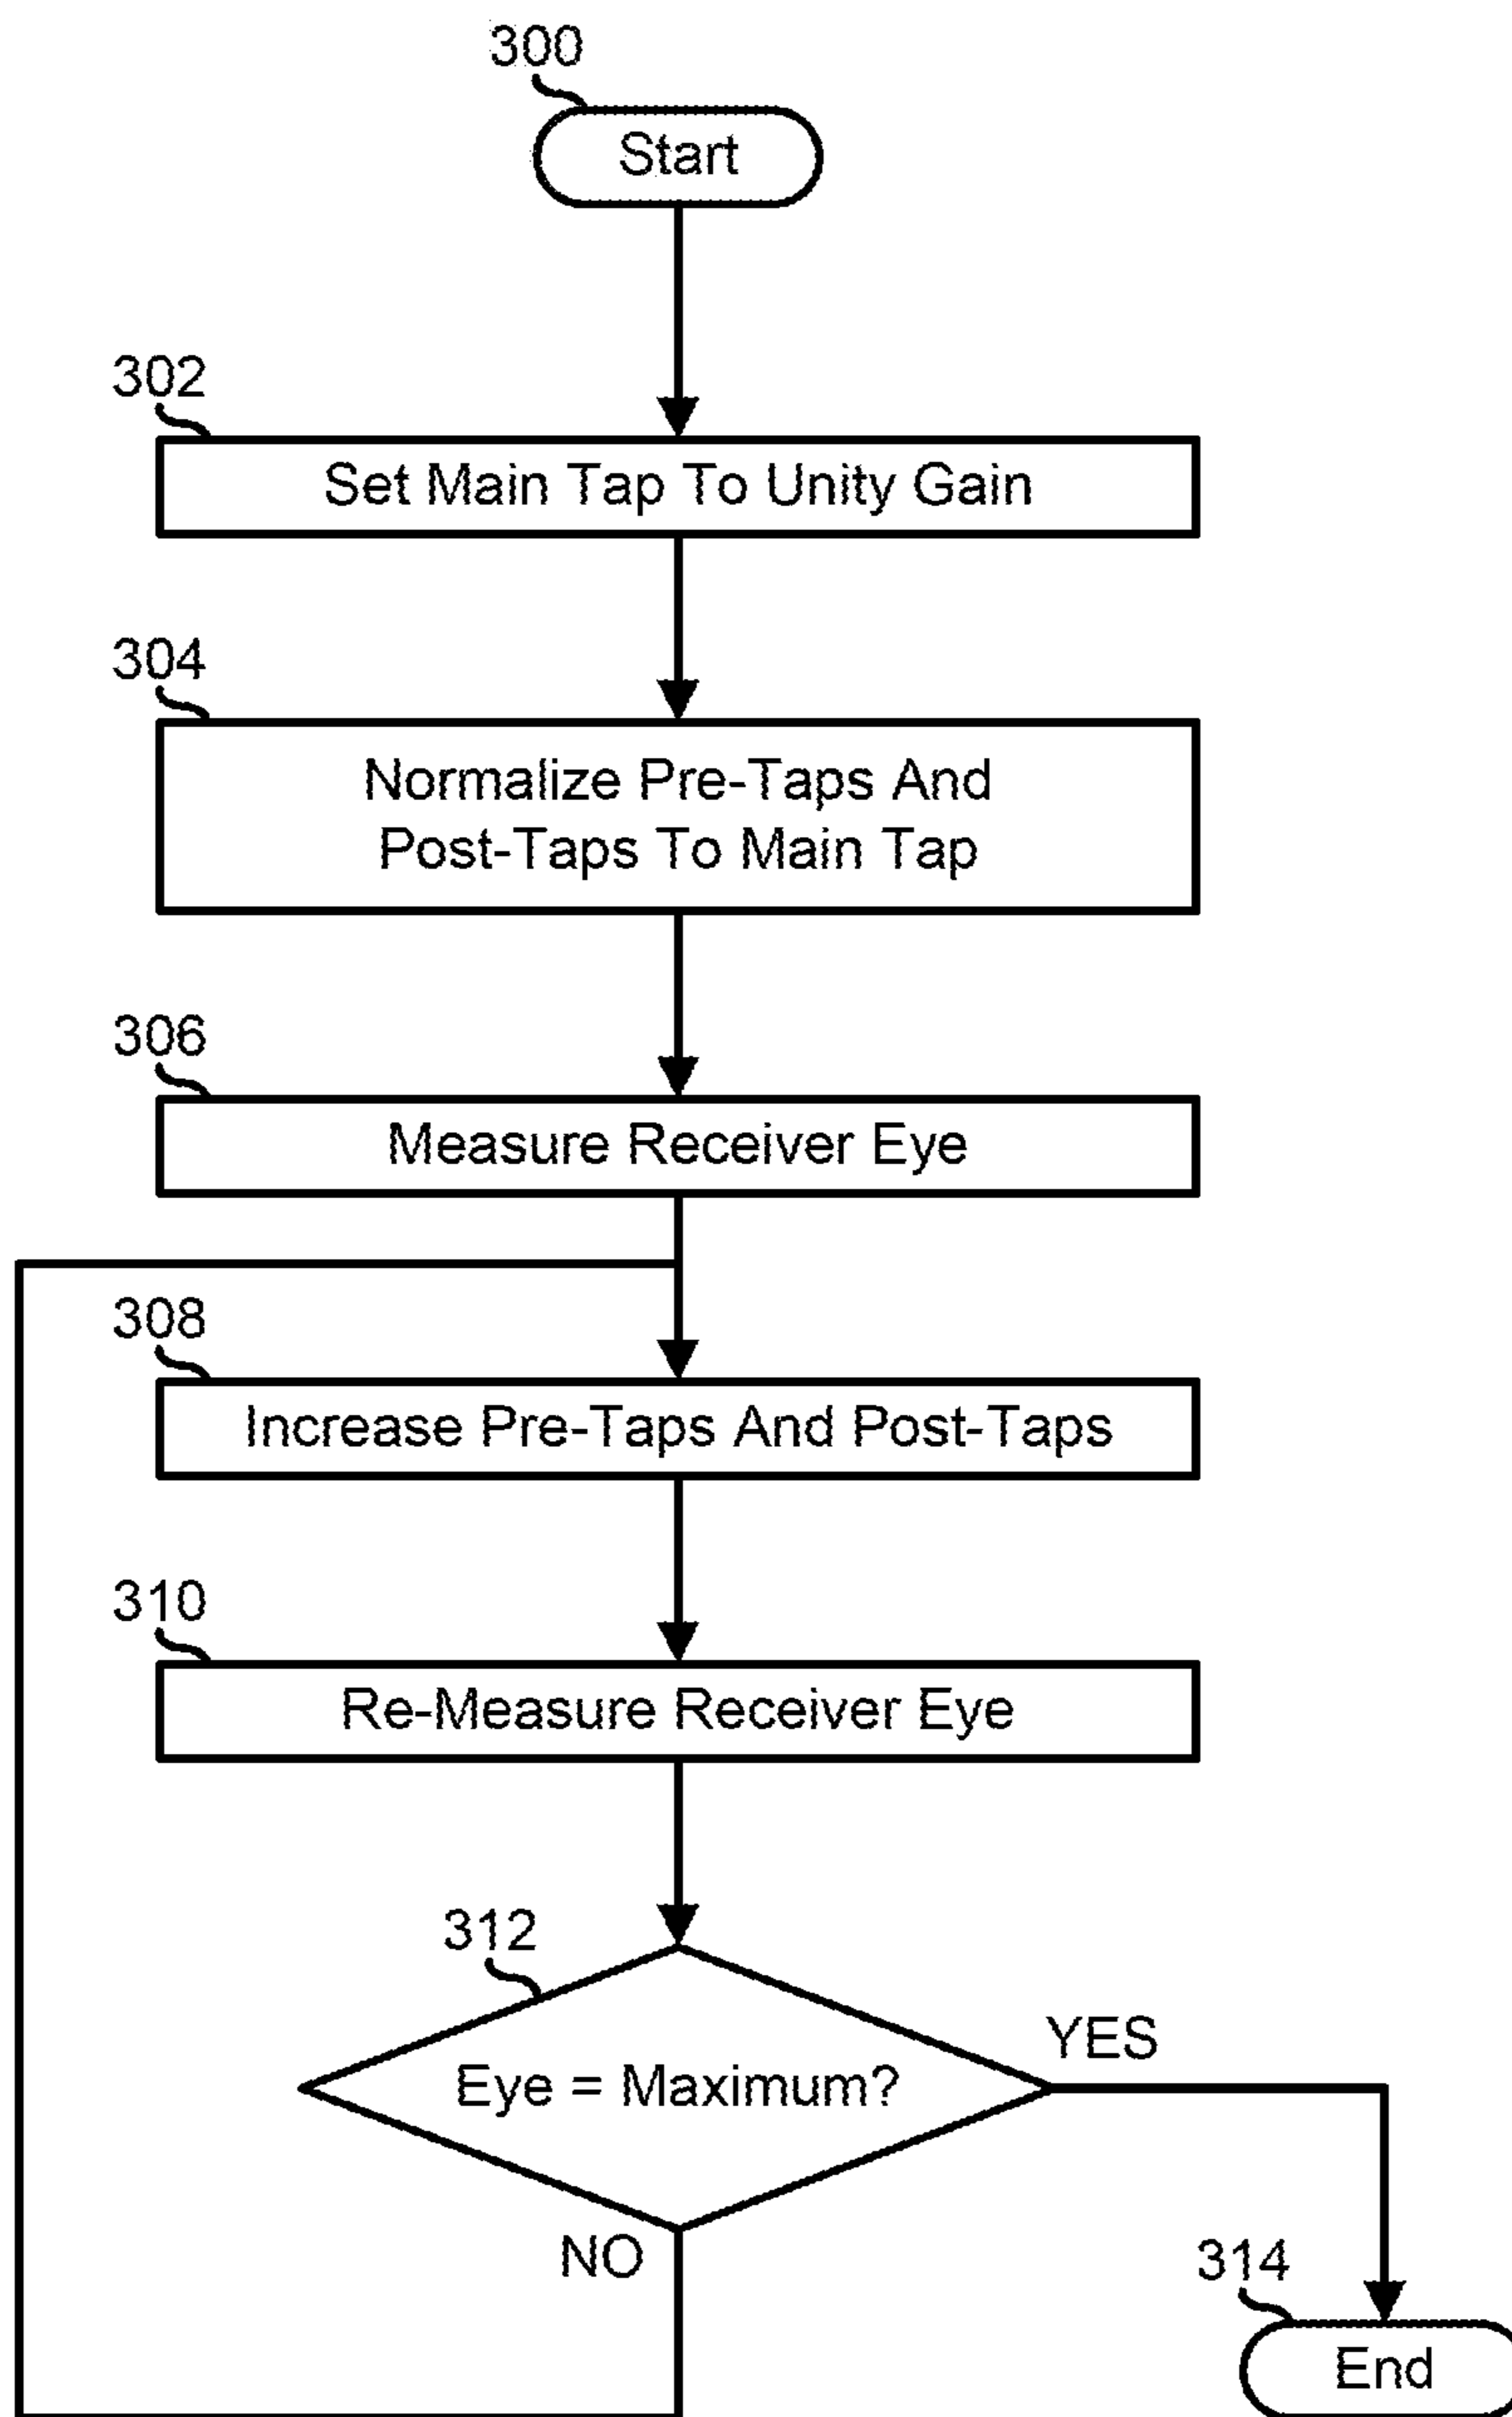 300
Start
302
Set Main Tap To Unity Gain
304
Normalize Pre-Taps And
Post-Taps To Main Tap
306
Measure Receiver Eye
308
Increase Pre-Taps And Post-Taps
310
Re-Measure Receiver Eye
312
Eye = Maximum?
YES
NO
314
End